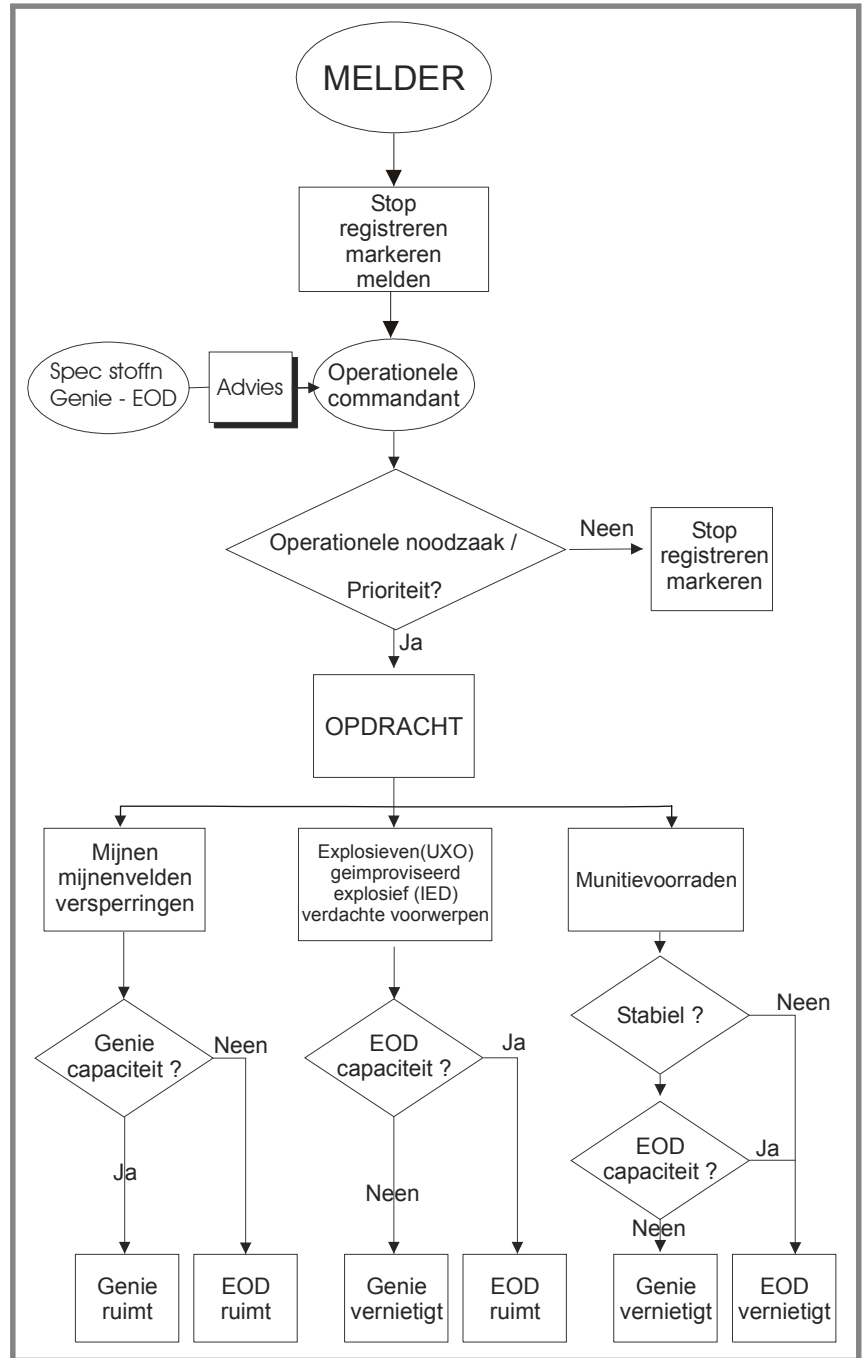 MELDER
Stop
registreren
markeren
melden
Spec stoffn
Genie - EOD
Advies
Operationele
commandant
Operationele noodzaak /
Prioriteit?
Neen
Stop
registreren
markeren
Ja
OPDRACHT
Mijnen
mijnenvelden
versperringen
Explosieven(UXO)
geimproviseerd
explosief (IED)
verdachte voorwerpen
Munitievoorraden
Genie
capaciteit ?
Neen
Ja
EOD
capaciteit ?
Ja
Neen
Stabiel ?
Neen
EOD
capaciteit ?
Ja
Neen
Genie
ruimt
EOD
ruimt
Genie
vernietigt
EOD
ruimt
Genie
vernietigt
EOD
vernietigt